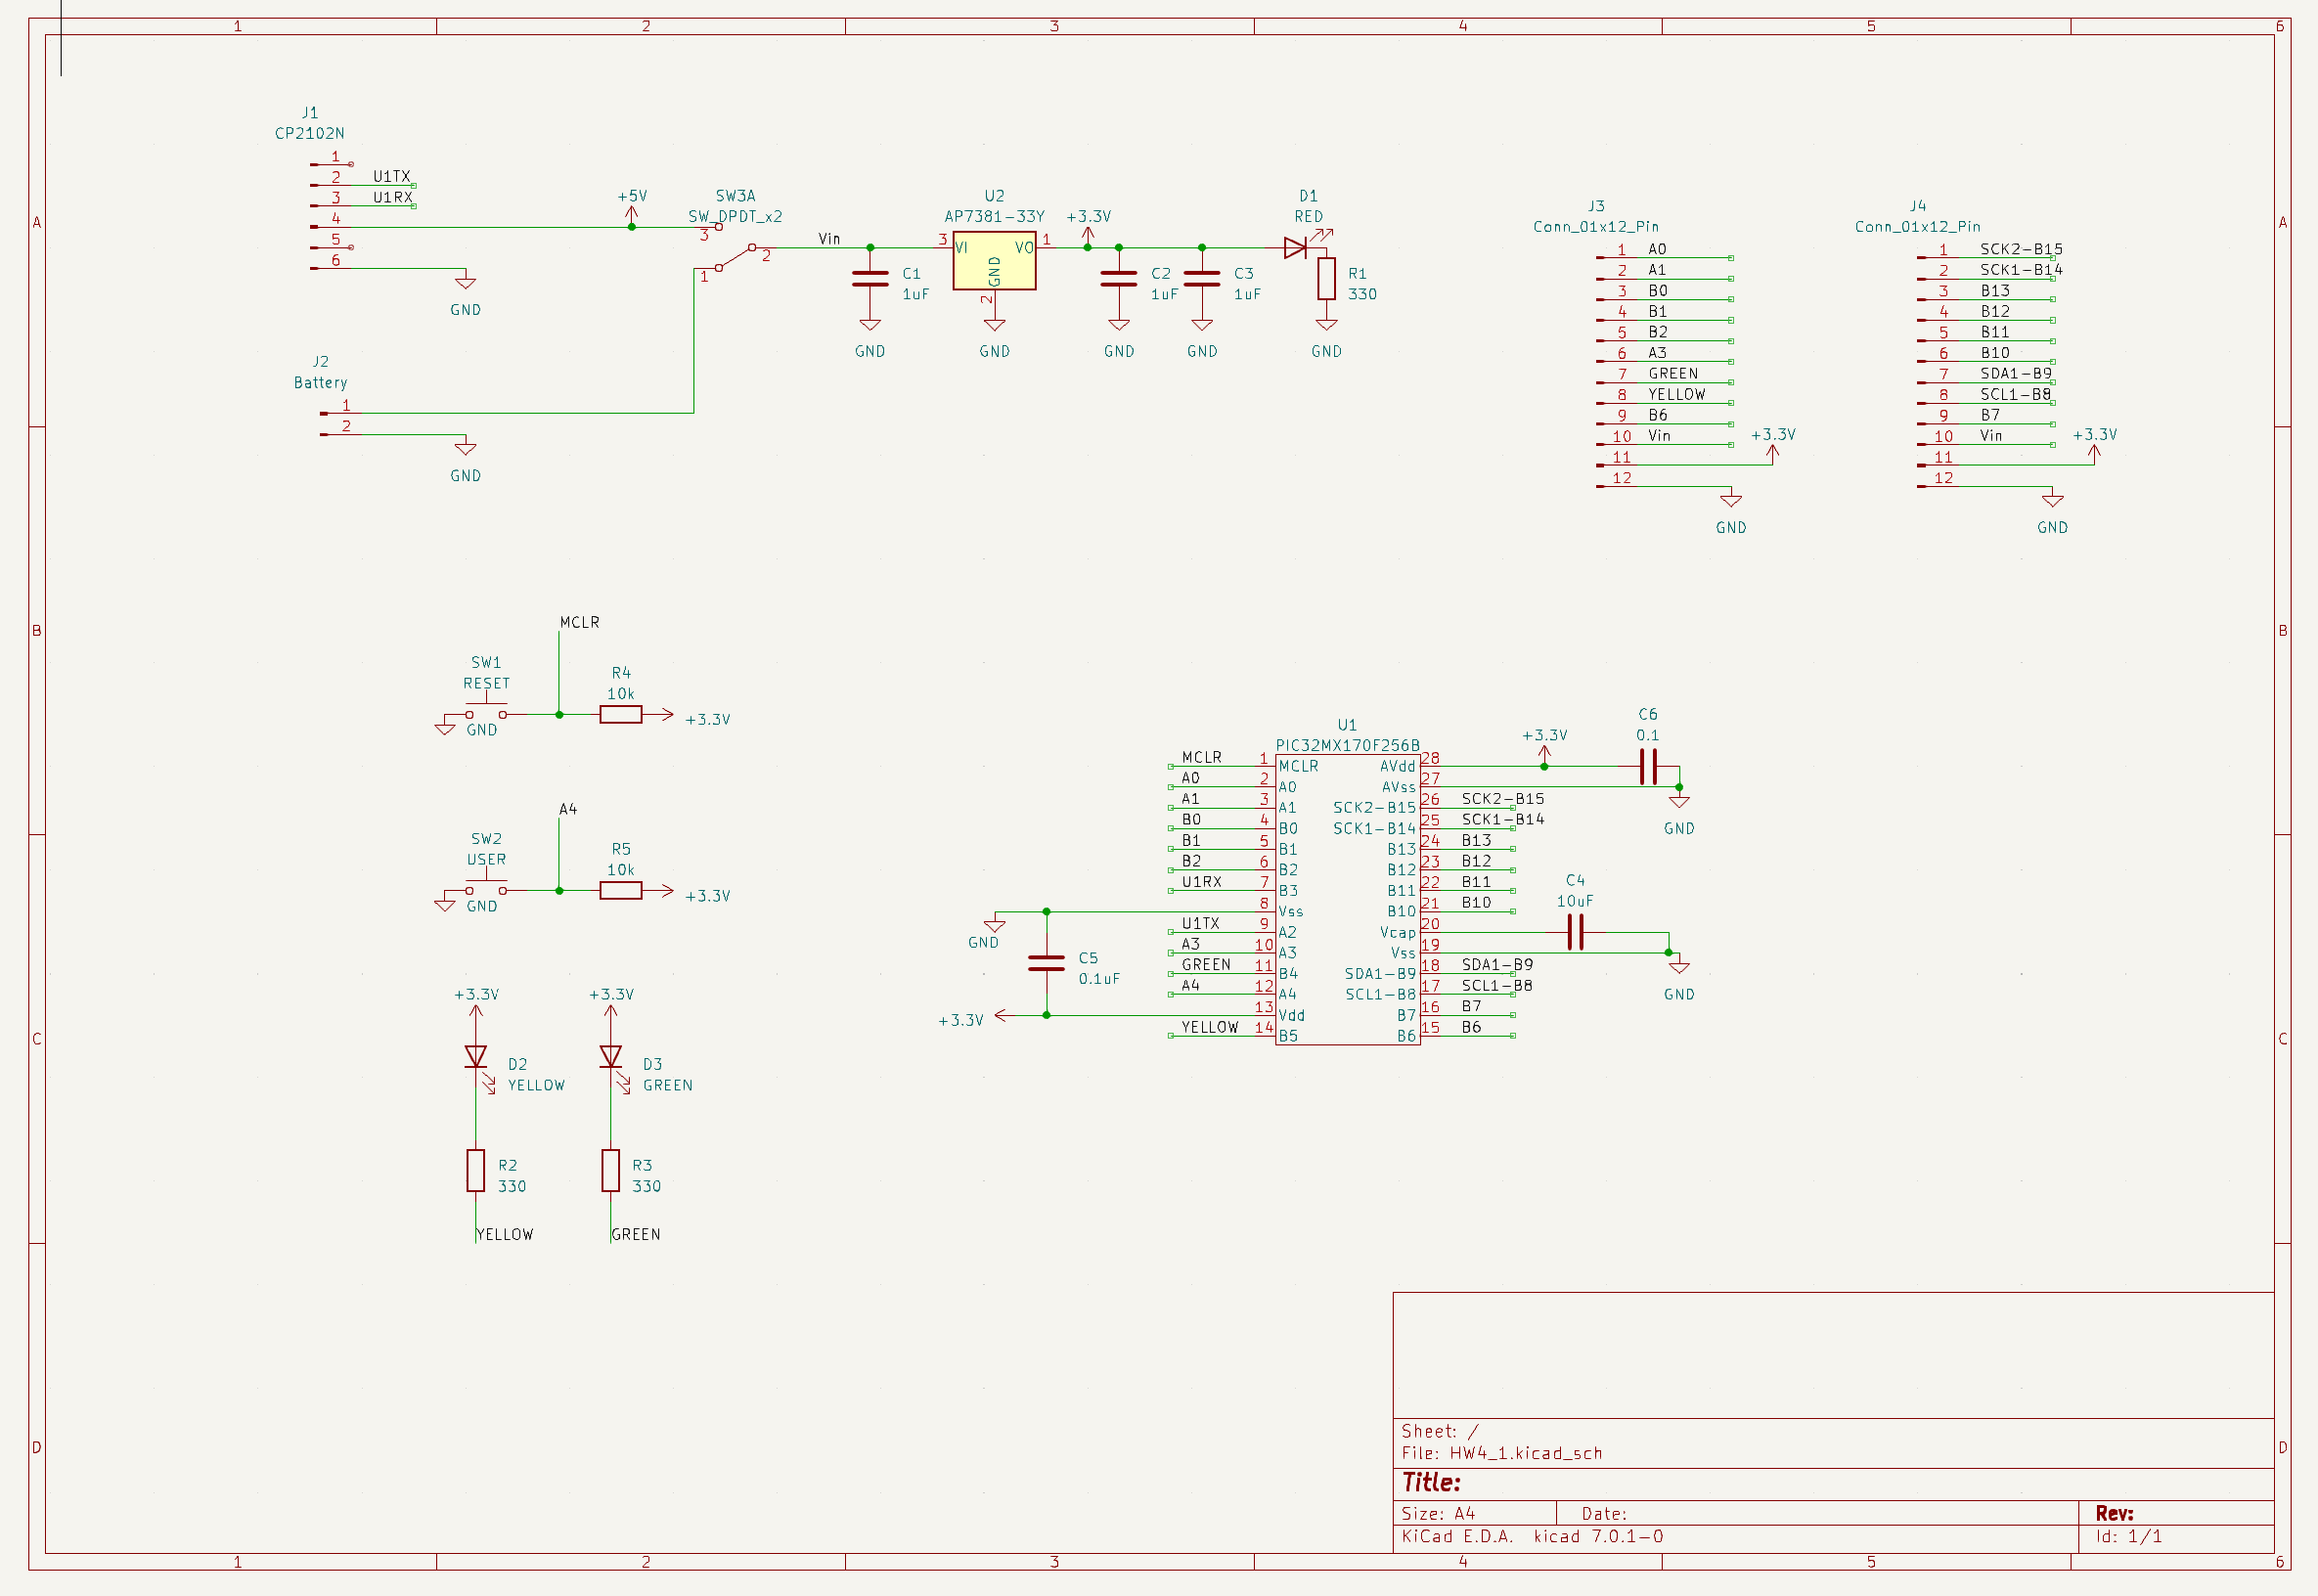 1 2 3 4 5 6
A
B
C
D
J1
CP2102N
1
2 U1TX
3 U1RX
4
5
6
GND
+5V
SW3A
SW_DPDT_x2
3
2
1
Vin
J2
Battery
1
2
GND
U2
AP7381-33Y
3 VI VO 1
GND
2
GND
C1
1uF
GND
+3.3V
C2
1uF
GND
C3
1uF
GND
D1
RED
R1
330
GND
J3
Conn_01x12_Pin
1 A0
2 A1
3 B0
4 B1
5 B2
6 A3
7 GREEN
8 YELLOW
9 B6
10 Vin
11 +3.3V
12
GND
J4
Conn_01x12_Pin
1 SCK2-B15
2 SCK1-B14
3 B13
4 B12
5 B11
6 B10
7 SDA1-B9
8 SCL1-B8
9 B7
10 Vin
11 +3.3V
12
GND
MCLR
SW1
RESET
GND
R4
10k
+3.3V
A4
SW2
USER
GND
R5
10k
+3.3V
+3.3V
D2
YELLOW
R2
330
YELLOW
+3.3V
D3
GREEN
R3
330
GREEN
U1
PIC32MX170F256B
MCLR 1 MCLR
A0 2 A0
A1 3 A1
B0 4 B0
B1 5 B1
B2 6 B2
U1RX 7 B3
8 Vss
U1TX 9 A2
A3 10 A3
GREEN 11 B4
A4 12 A4
13 Vdd
YELLOW 14 B5
GND
C5
0.1uF
+3.3V
AVdd 28
AVss 27
SCK2-B15 26 SCK2-B15
SCK1-B14 25 SCK1-B14
B13 24 B13
B12 23 B12
B11 22 B11
B10 21 B10
Vcap 20
Vss 19
SDA1-B9 18 SDA1-B9
SCL1-B8 17 SCL1-B8
B7 16 B7
B6 15 B6
+3.3V
C6
0.1
GND
C4
10uF
GND
A
B
C
D
Sheet: /
File: HW4_1.kicad_sch
Title:
Size: A4 Date: Rev:
KiCad E.D.A. kicad 7.0.1-0 Id: 1/1
1 2 3 4 5 6